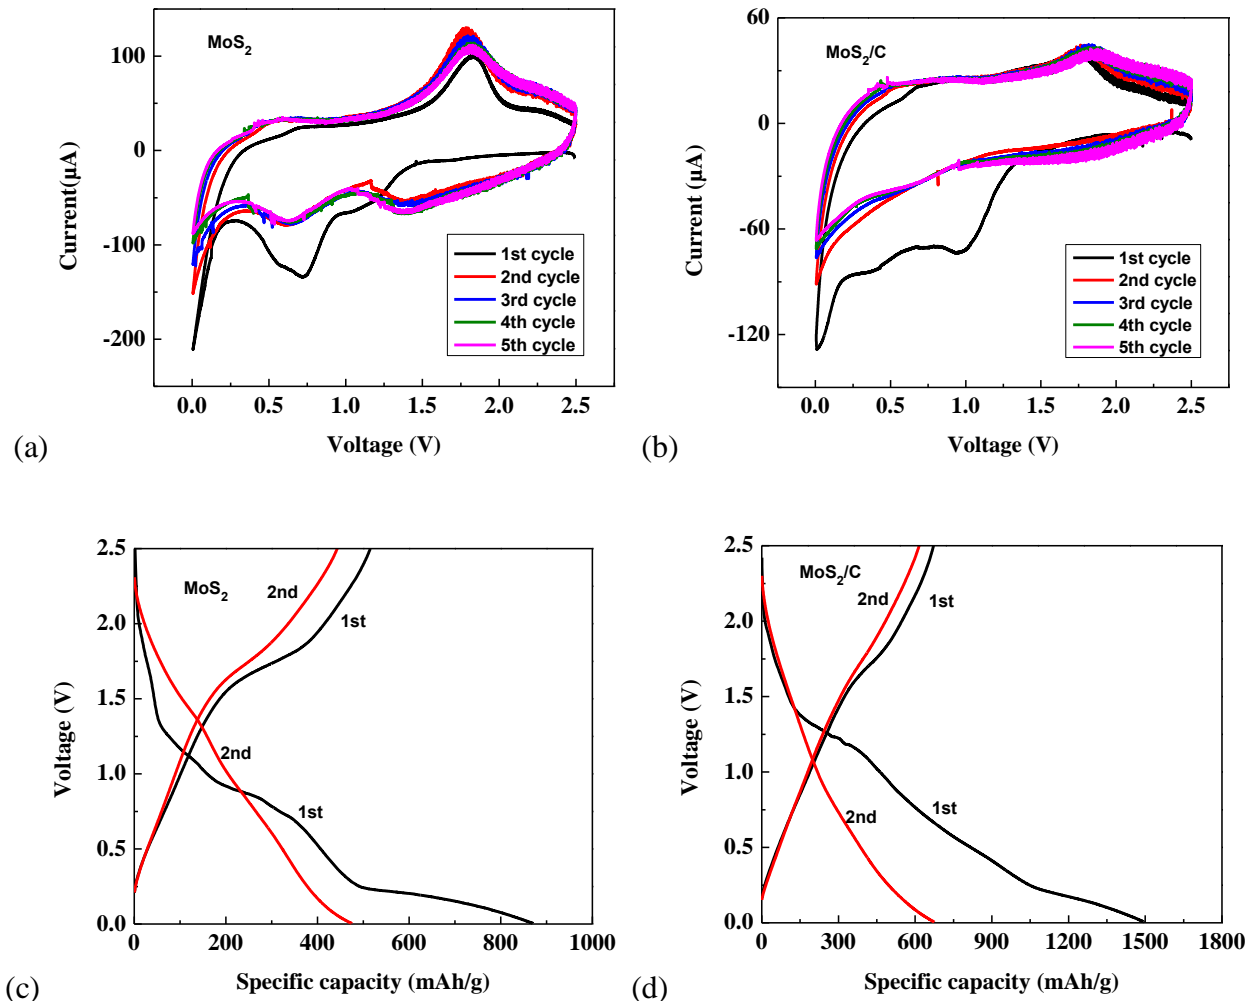 MoS2
100
0
-100
-200
Current(μA)
1st cycle
2nd cycle
3rd cycle
4th cycle
5th cycle
0.0 0.5 1.0 1.5 2.0 2.5
Voltage (V)
(a)
MoS2/C
60
0
-60
-120
Current (μA)
1st cycle
2nd cycle
3rd cycle
4th cycle
5th cycle
0.0 0.5 1.0 1.5 2.0 2.5
Voltage (V)
(b)
MoS2
2.5
2.0
1.5
1.0
0.5
0.0
Voltage (V)
2nd
1st
2nd
1st
0 200 400 600 800 1000
Specific capacity (mAh/g)
(c)
MoS2/C
2.5
2.0
1.5
1.0
0.5
0.0
Voltage (V)
2nd
1st
2nd
1st
0 300 600 900 1200 1500 1800
Specific capacity (mAh/g)
(d)